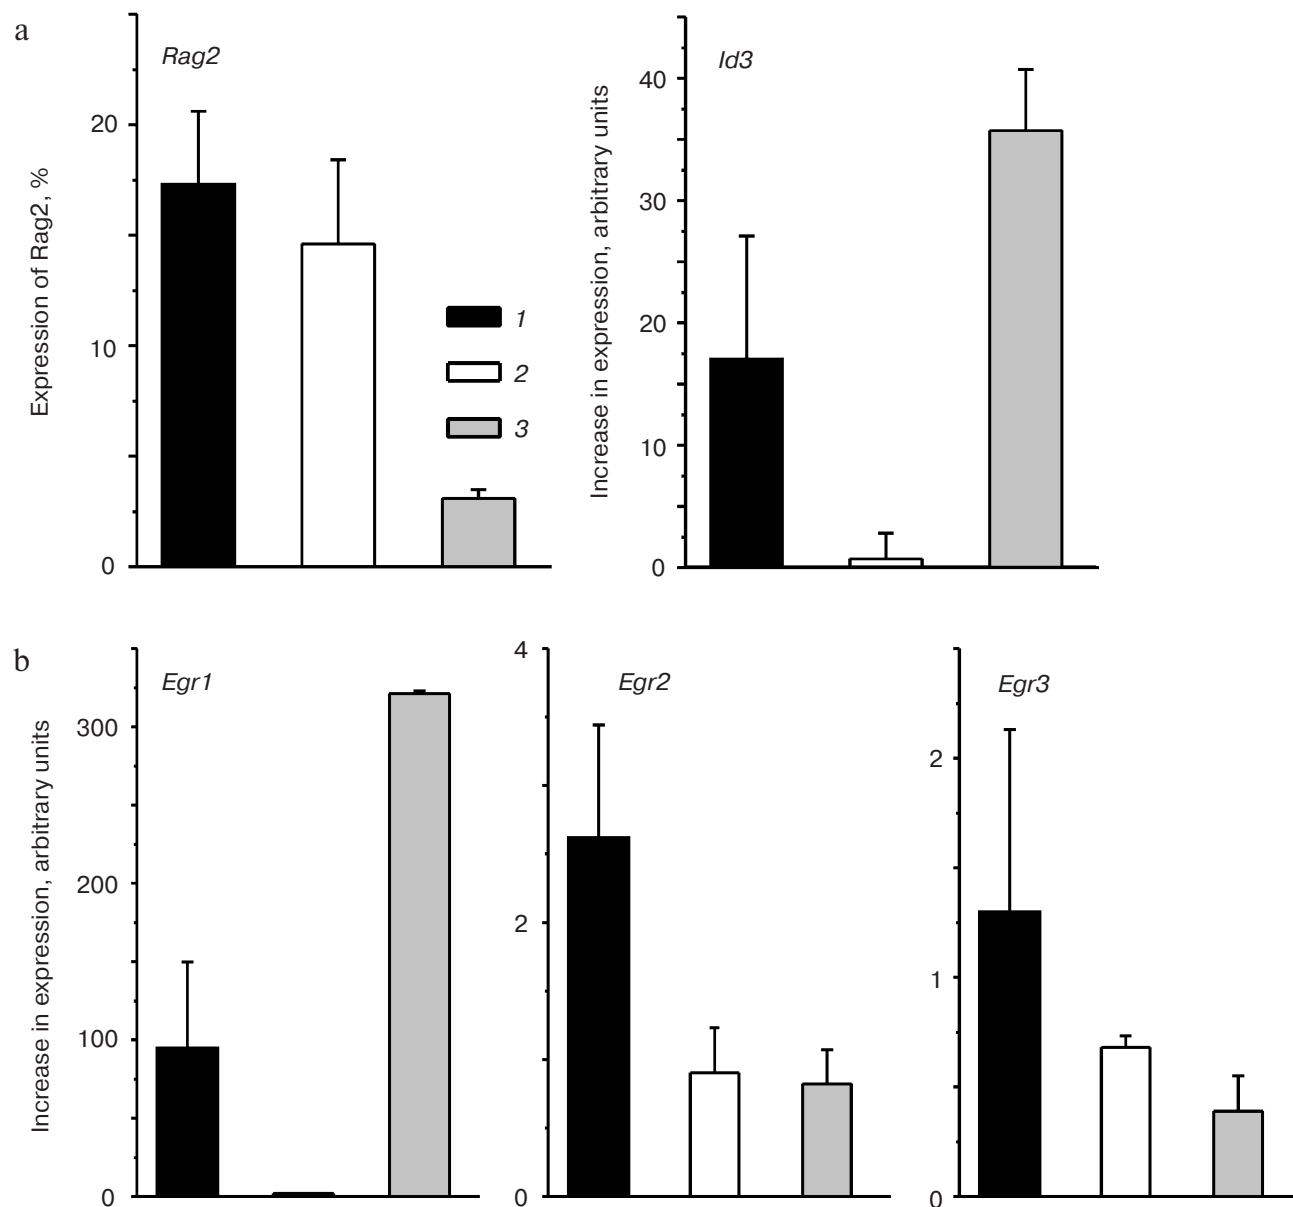 a
Rag2
Expression of Rag2, %
20
10
0
1
2
3
Id3
Increase in expression, arbitrary units
40
30
20
10
0
b
Egr1
Increase in expression, arbitrary units
300
200
100
0
Egr2
4
2
0
Egr3
2
1
0